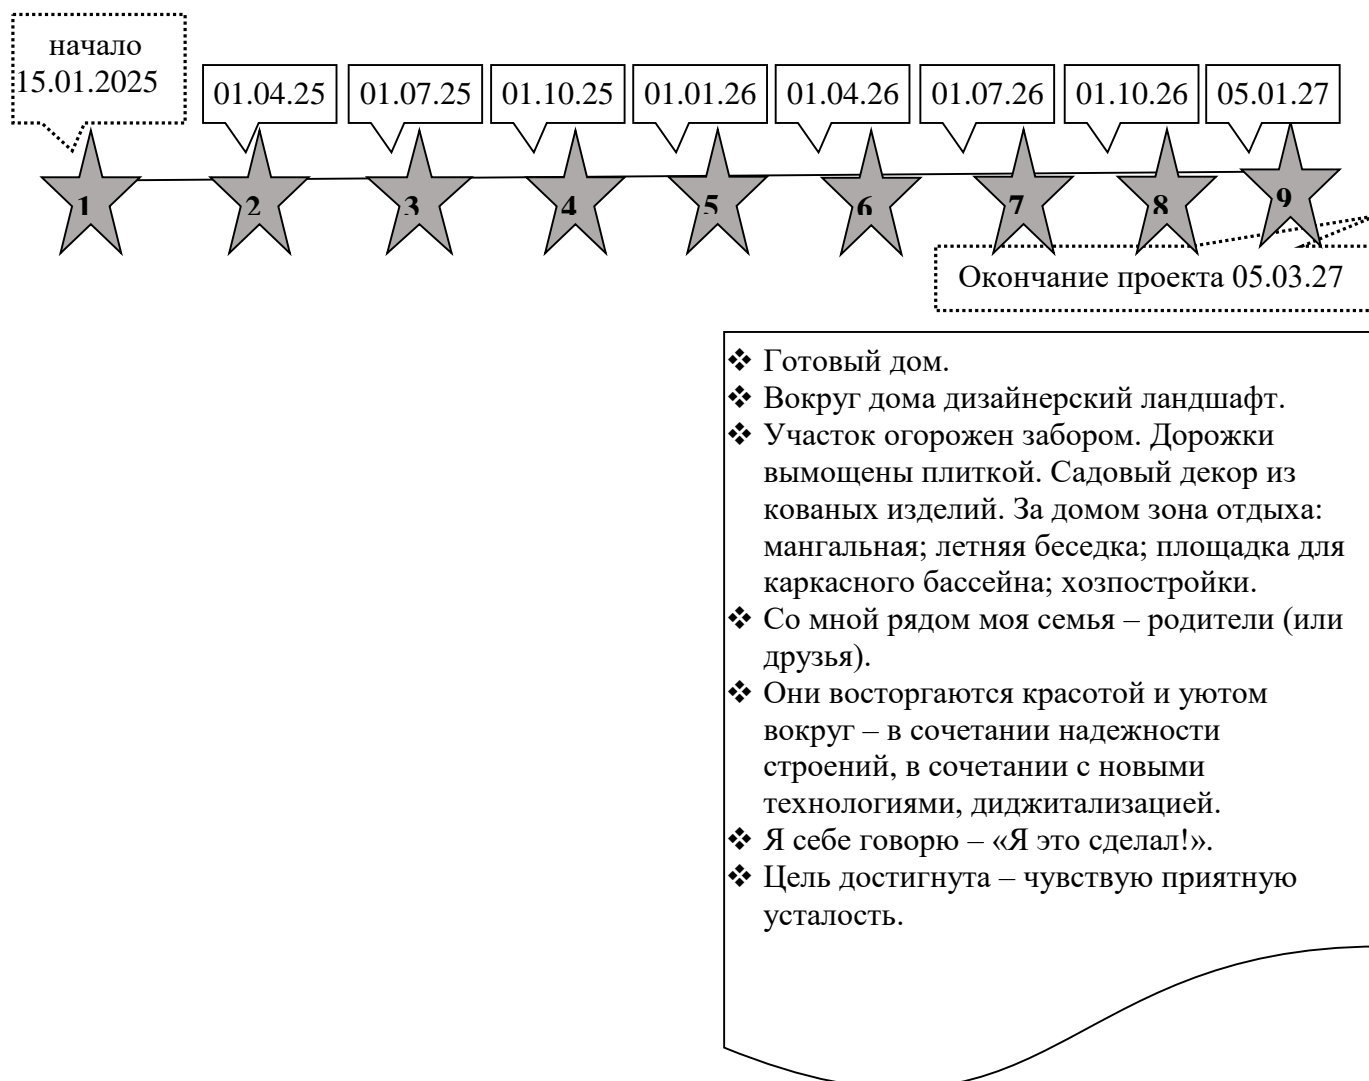 начало
15.01.2025
01.04.25
01.07.25
01.10.25
01.01.26
01.04.26
01.07.26
01.10.26
05.01.27
1
2
3
4
5
6
7
8
9
Окончание проекта 05.03.27
❖ Готовый дом.
❖ Вокруг дома дизайнерский ландшафт.
❖ Участок огорожен забором. Дорожки
вымощены плиткой. Садовый декор из
кованых изделий. За домом зона отдыха:
мангальная; летняя беседка; площадка для
каркасного бассейна; хозпостройки.
❖ Со мной рядом моя семья – родители (или
друзья).
❖ Они восторгаются красотой и уютом
вокруг – в сочетании надежности
строений, в сочетании с новыми
технологиями, диджитализацией.
❖ Я себе говорю – «Я это сделал!».
❖ Цель достигнута – чувствую приятную
усталость.